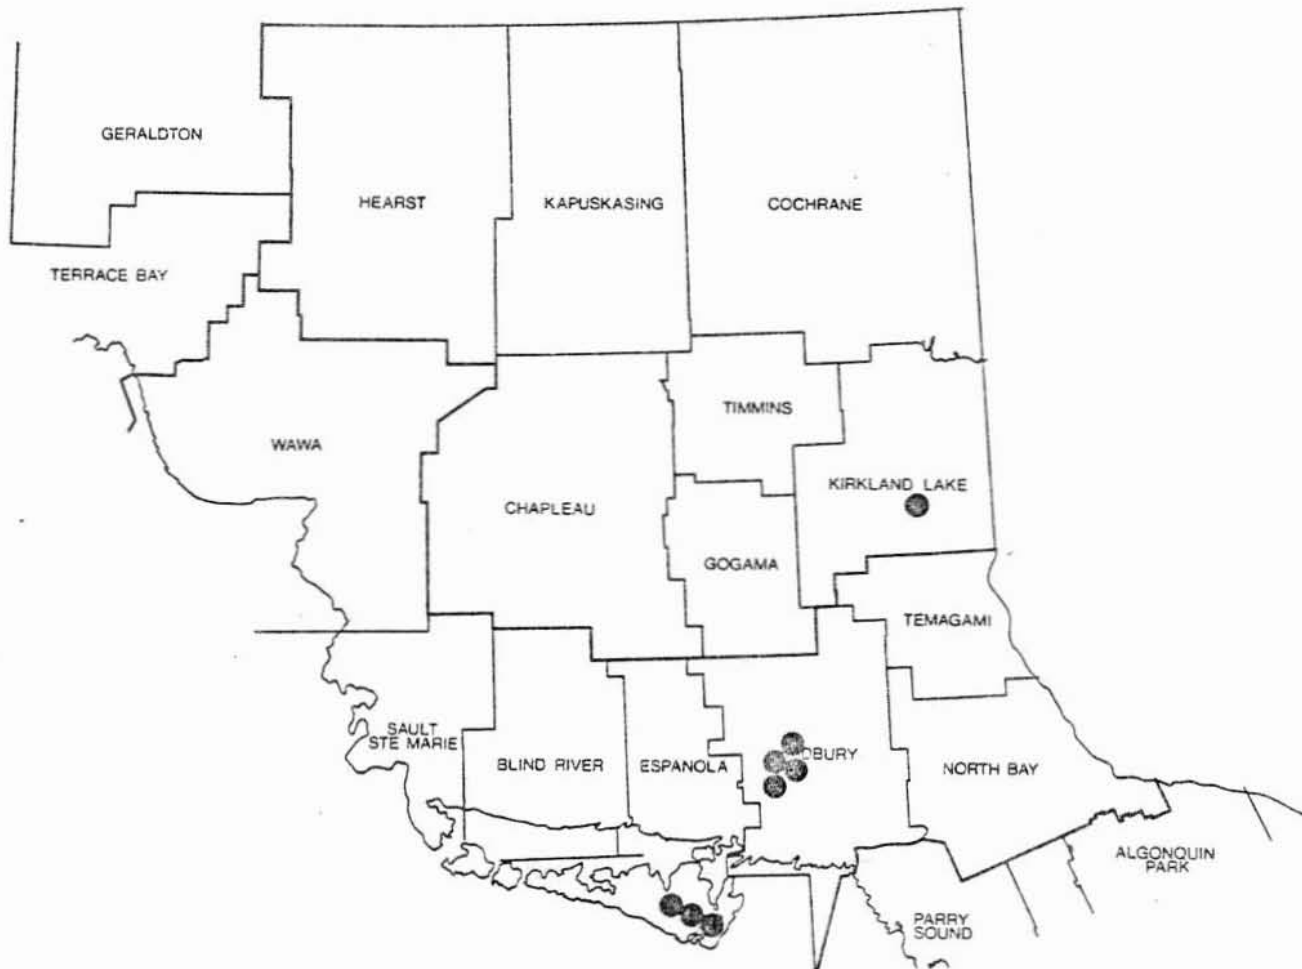 GERALDTON
HEARST
KAPUSKASING
COCHRANE
TERRACE BAY
TIMMINS
WAWA
KIRKLAND LAKE
CHAPLEAU
GOGAMA
TEMAGAMI
SAULT
STE MARIE
BLIND RIVER
ESPANOLA
DBURY
NORTH BAY
ALGONQUIN
PARK
PARRY
SOUND